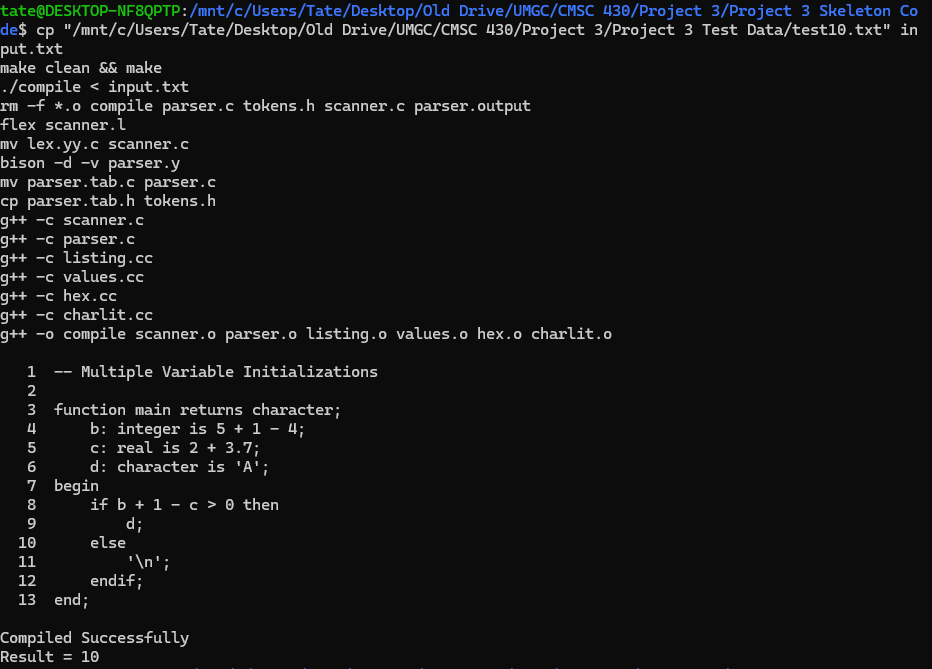 tate@DESKTOP-NF8QPTP:/mnt/c/Users/Tate/Desktop/Old Drive/UMGC/CMSC 430/Project 3/Project 3 Skeleton Co
de$ cp "/mnt/c/Users/Tate/Desktop/Old Drive/UMGC/CMSC 430/Project 3/Project 3 Test Data/test10.txt" in
put.txt
make clean && make
./compile < input.txt
rm -f *.o compile parser.c tokens.h scanner.c parser.output
flex scanner.l
mv lex.yy.c scanner.c
bison -d -v parser.y
mv parser.tab.c parser.c
cp parser.tab.h tokens.h
g++ -c scanner.c
g++ -c parser.c
g++ -c listing.cc
g++ -c values.cc
g++ -c hex.cc
g++ -c charlit.cc
g++ -o compile scanner.o parser.o listing.o values.o hex.o charlit.o

   1  -- Multiple Variable Initializations
   2
   3  function main returns character;
   4      b: integer is 5 + 1 - 4;
   5      c: real is 2 + 3.7;
   6      d: character is 'A';
   7  begin
   8      if b + 1 - c > 0 then
   9          d;
  10      else
  11          '\n';
  12      endif;
  13  end;

Compiled Successfully
Result = 10